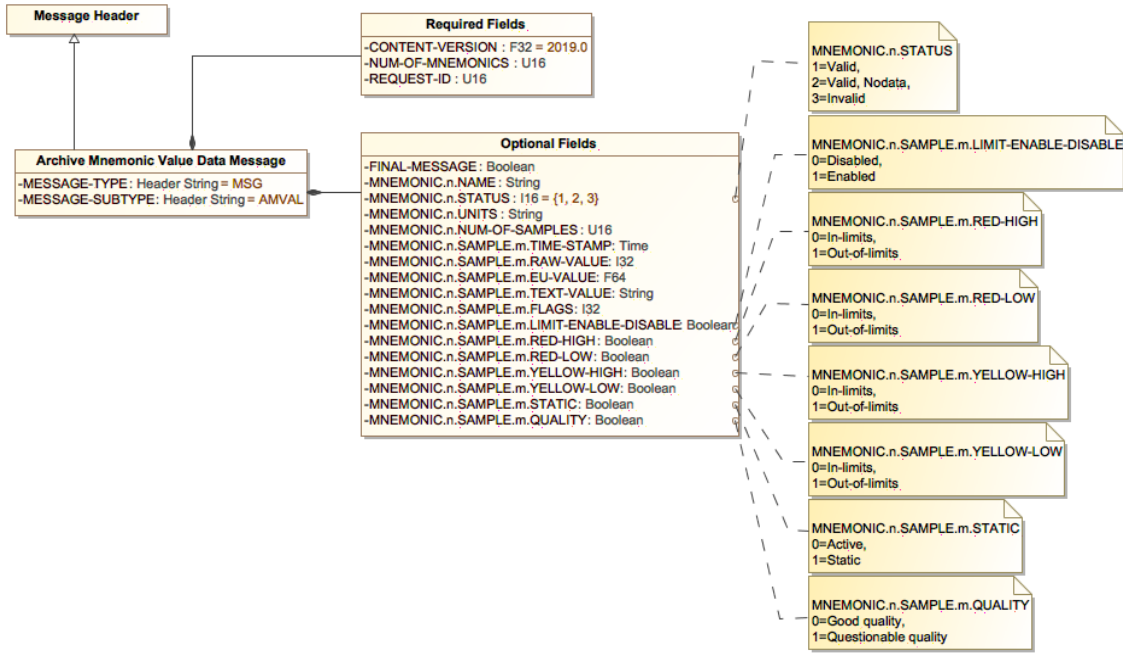 Message Header
Required Fields
-CONTENT-VERSION : F32 = 2019.0
-NUM-OF-MNEMONICS : U16
-REQUEST-ID : U16
Archive Mnemonic Value Data Message
-MESSAGE-TYPE: Header String = MSG
-MESSAGE-SUBTYPE: Header String = AMVAL
Optional Fields
-FINAL-MESSAGE : Boolean
-MNEMONIC.n.NAME : String
-MNEMONIC.n.STATUS : I16 = {1, 2, 3}
-MNEMONIC.n.UNITS : String
-MNEMONIC.n.NUM-OF-SAMPLES : U16
-MNEMONIC.n.SAMPLE.m.TIME-STAMP: Time
-MNEMONIC.n.SAMPLE.m.RAW-VALUE: I32
-MNEMONIC.n.SAMPLE.m.EU-VALUE: F64
-MNEMONIC.n.SAMPLE.m.TEXT-VALUE: String
-MNEMONIC.n.SAMPLE.m.FLAGS: I32
-MNEMONIC.n.SAMPLE.m.LIMIT-ENABLE-DISABLE: Boolean
-MNEMONIC.n.SAMPLE.m.RED-HIGH: Boolean
-MNEMONIC.n.SAMPLE.m.RED-LOW: Boolean
-MNEMONIC.n.SAMPLE.m.YELLOW-HIGH: Boolean
-MNEMONIC.n.SAMPLE.m.YELLOW-LOW: Boolean
-MNEMONIC.n.SAMPLE.m.STATIC: Boolean
-MNEMONIC.n.SAMPLE.m.QUALITY: Boolean
MNEMONIC.n.STATUS
1=Valid,
2=Valid, Nodata,
3=Invalid
MNEMONIC.n.SAMPLE.m.LIMIT-ENABLE-DISABLE
0=Disabled,
1=Enabled
MNEMONIC.n.SAMPLE.m.RED-HIGH
0=In-limits,
1=Out-of-limits
MNEMONIC.n.SAMPLE.m.RED-LOW
0=In-limits,
1=Out-of-limits
MNEMONIC.n.SAMPLE.m.YELLOW-HIGH
0=In-limits,
1=Out-of-limits
MNEMONIC.n.SAMPLE.m.YELLOW-LOW
0=In-limits,
1=Out-of-limits
MNEMONIC.n.SAMPLE.m.STATIC
0=Active,
1=Static
MNEMONIC.n.SAMPLE.m.QUALITY
0=Good quality,
1=Questionable quality